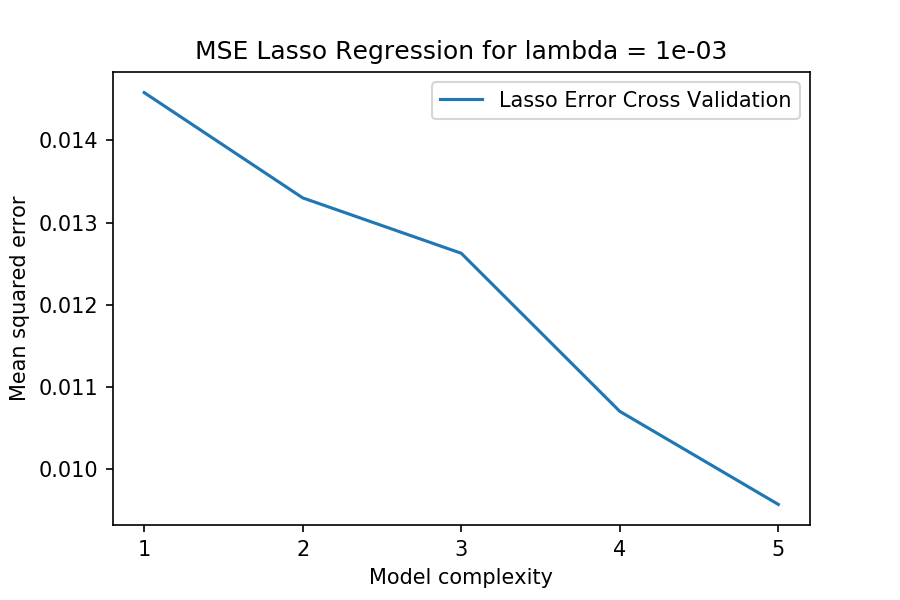 MSE Lasso Regression for lambda = 1e-03
Lasso Error Cross Validation
Mean squared error
0.014
0.013
0.012
0.011
0.010
1 2 3 4 5
Model complexity